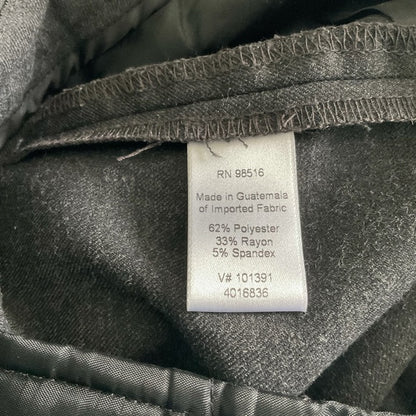 RN 98516
Made in Guatemala
of Imported Fabric
62% Polyester
33% Rayon
5% Spandex
V# 101391
4016836